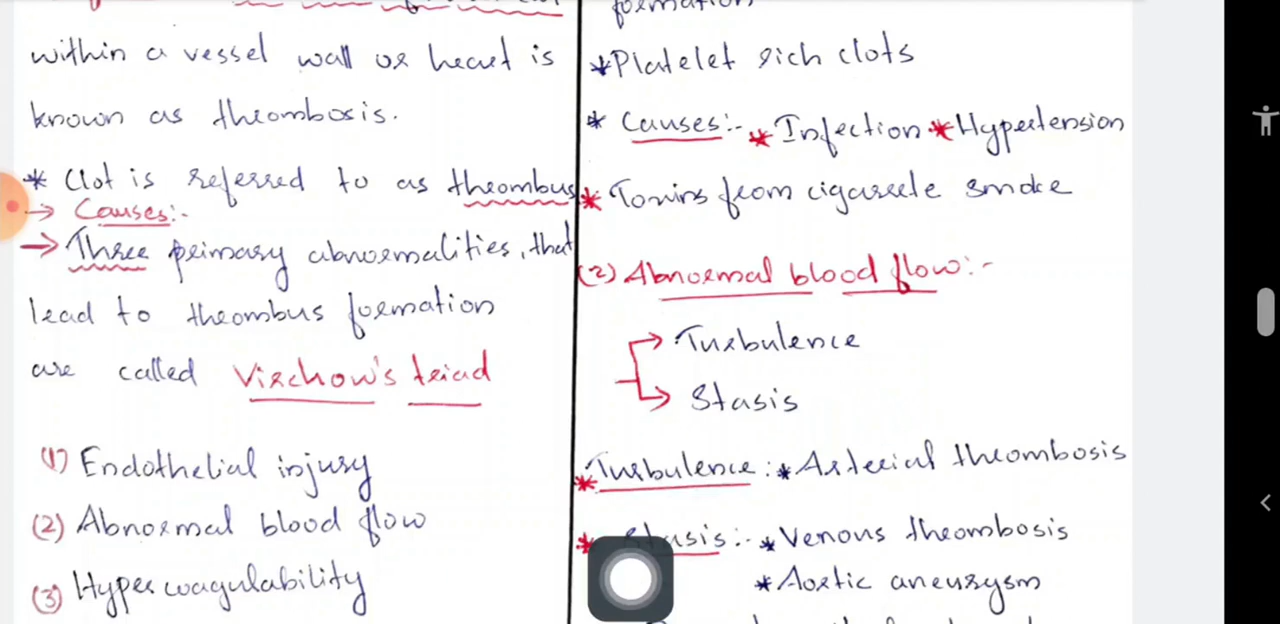 within a vessel wall or heart is
known as thrombosis.
* Clot is referred to as thrombus
→ Causes:-
→ Three primary abnormalities, that
lead to thrombus formation
are called Virchow's triad
(1) Endothelial injury
(2) Abnormal blood flow
(3) Hypercoagulability
formation
* Platelet rich clots
* Causes:- * Infection * Hypertension
* Toxins from cigarette smoke
(2) Abnormal blood flow:-
→ Turbulence
→ Stasis
* Turbulence: * Arterial thrombosis
* Stasis:- * Venous thrombosis
* Aortic aneurysm